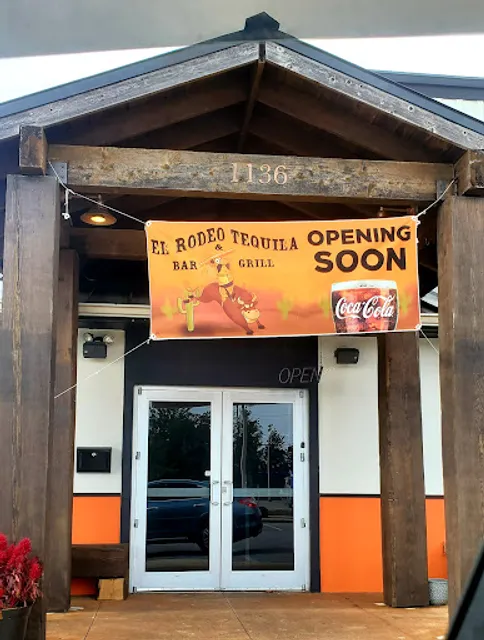 1136
EL RODEO TEQUILA
&
BAR GRILL
OPENING
SOON
Coca-Cola
OPEN